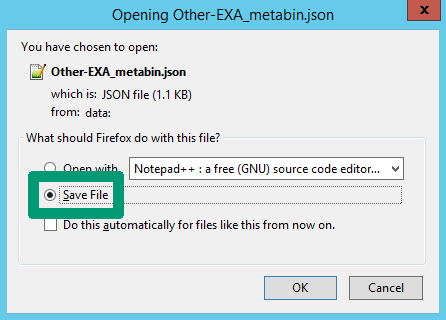 Opening Other-EXA_metabin.json
x
You have chosen to open:
Other-EXA_metabin.json
which is: JSON file (1.1 KB)
from: data:
What should Firefox do with this file?
Open with
Notepad++ : a free (GNU) source code editor...
Save File
Do this automatically for files like this from now on.
OK
Cancel